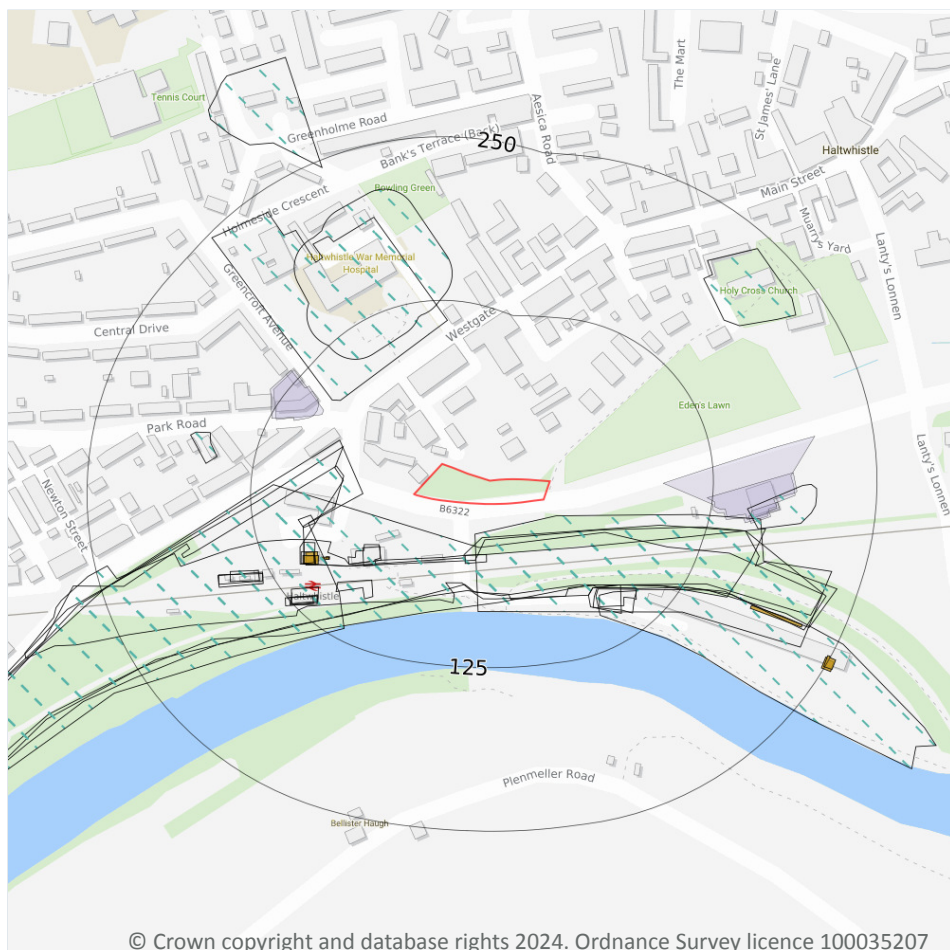 The Mart
St James' Lane
Tennis Court
Greenholme Road
Aesica Road
250
Bank's Terrace (Back)
Haltwhistle
Main Street
Bowling Green
Holmeside Crescent
Muarry's Yard
Lanty's Lonnen
Haltwhistle War Memorial
Hospital
Greencroft Avenue
Holy Cross Church
Westgate
Central Drive
Eden's Lawn
Park Road
Lanty's Lonnen
Newton Street
B6322
Haltwhistle
125
Plenmeller Road
Bellister Haugh
© Crown copyright and database rights 2024. Ordnance Survey licence 100035207